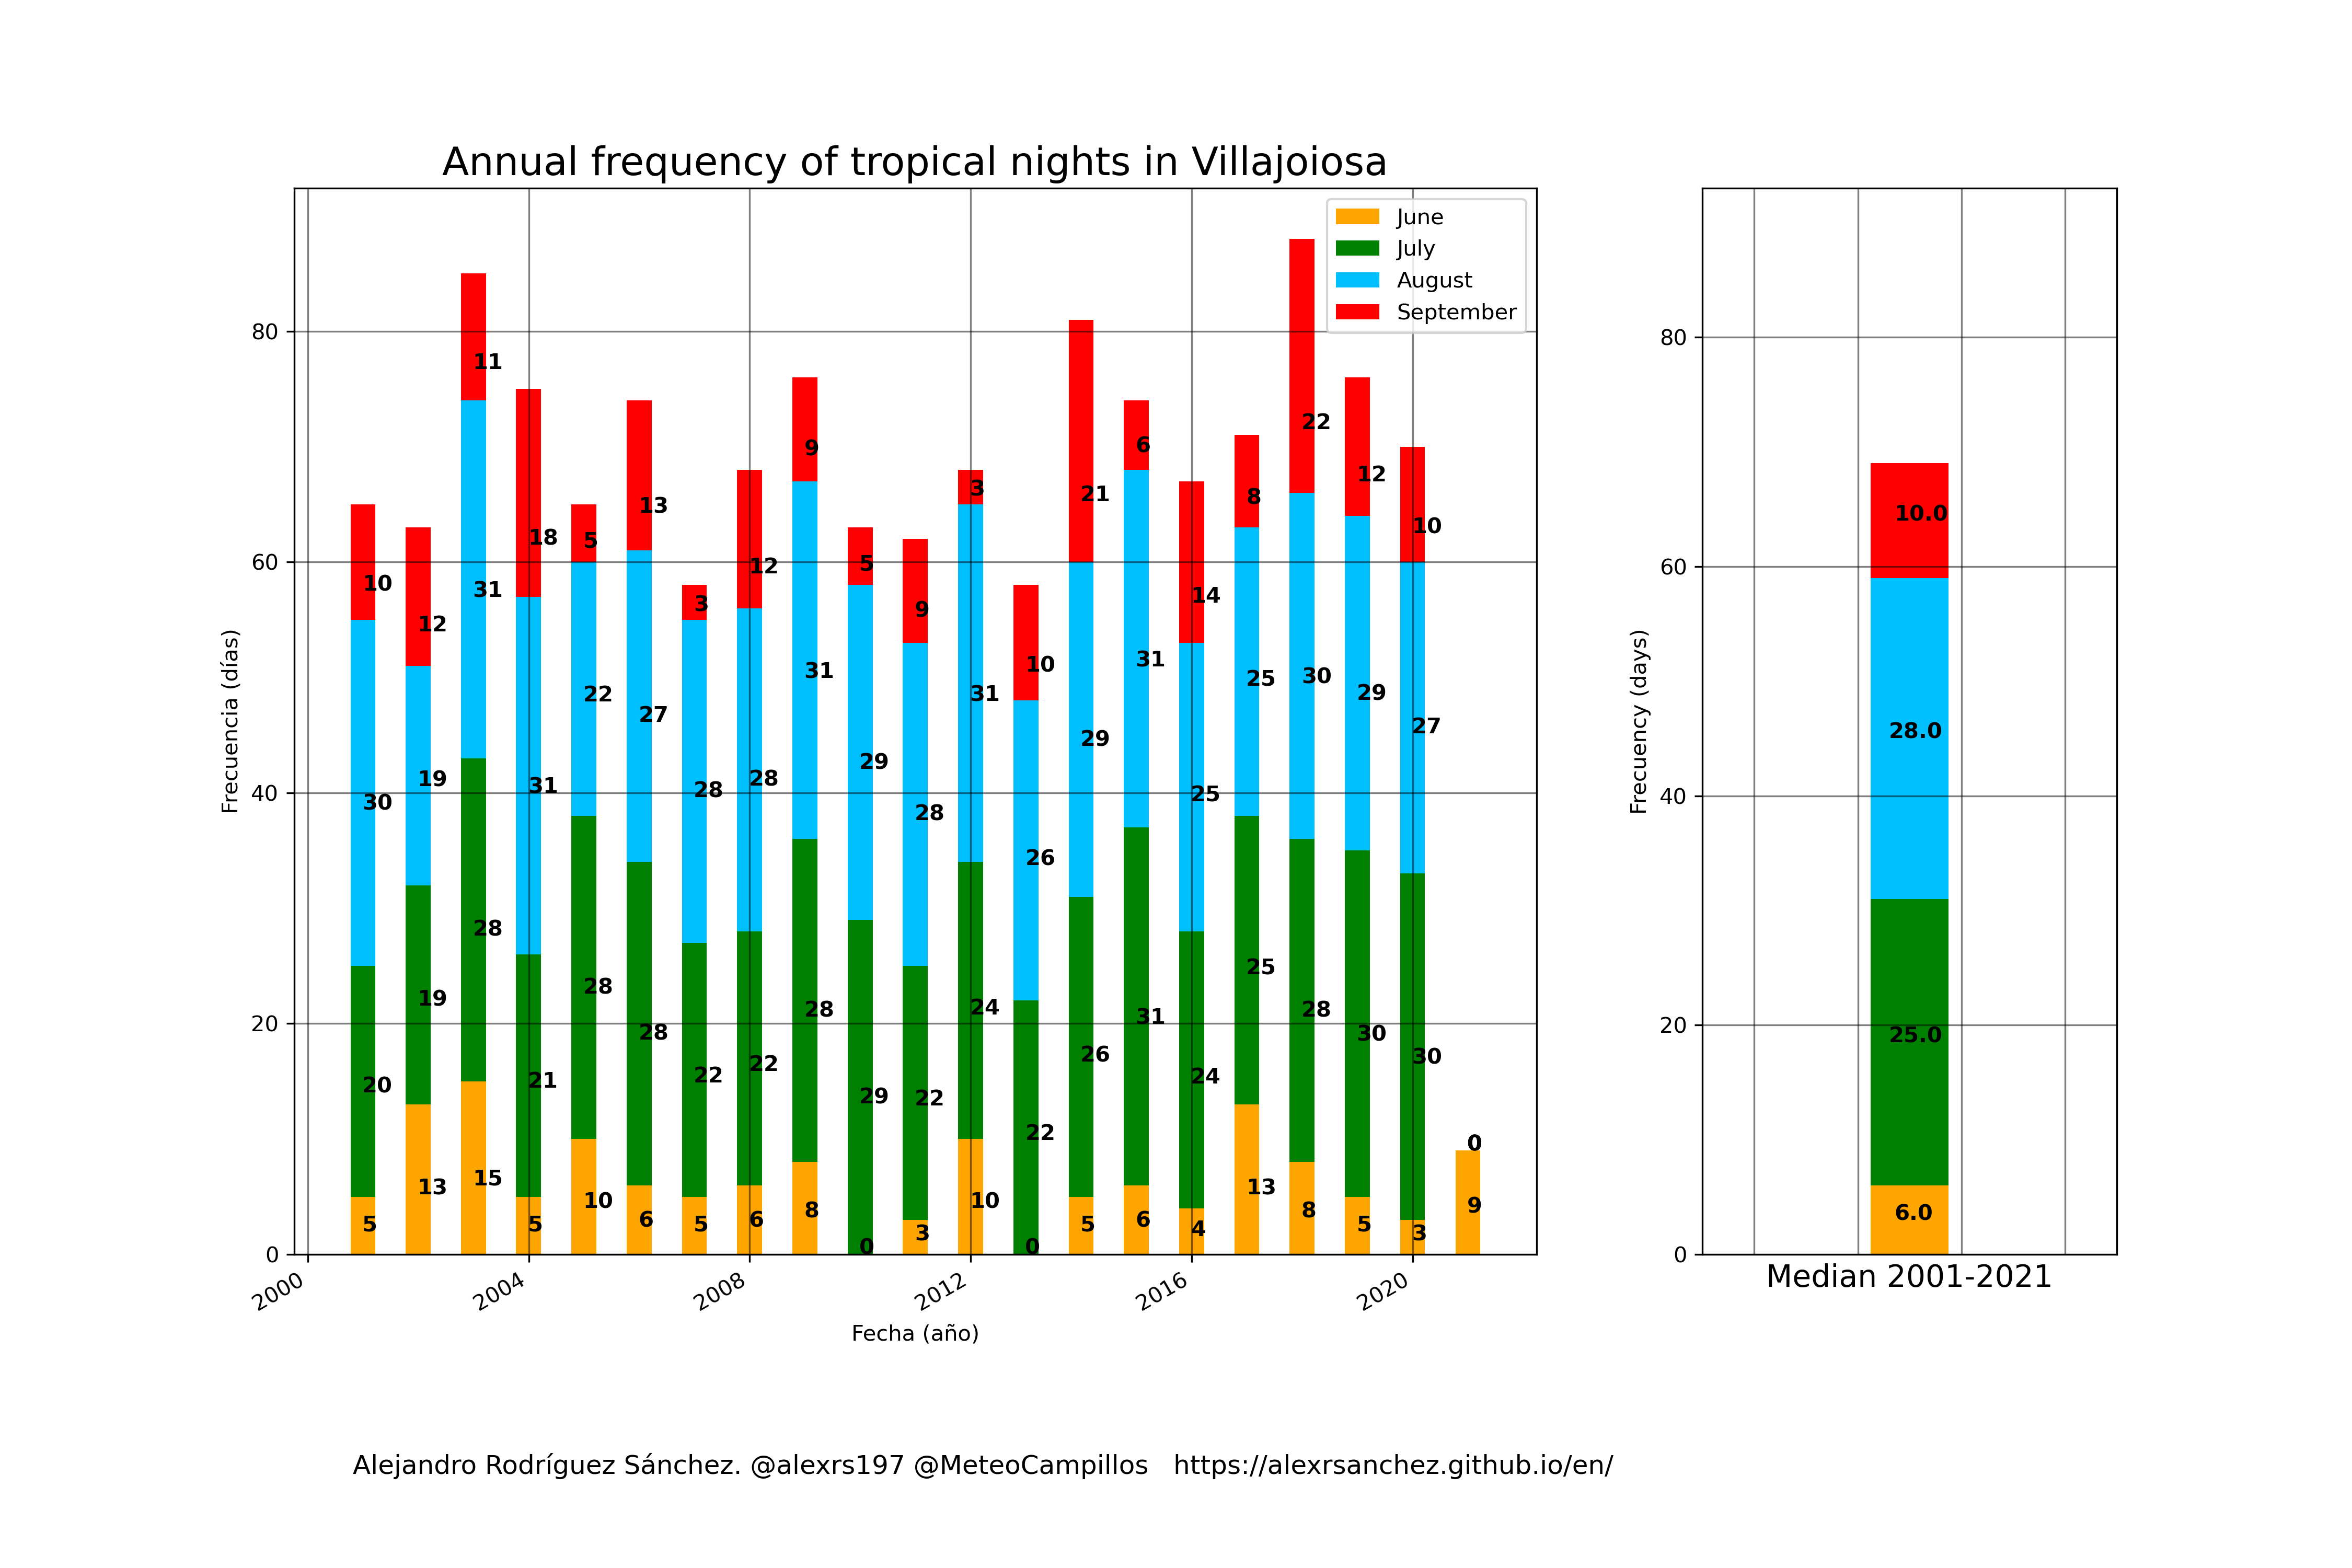 Annual frequency of tropical nights in Villajoiosa
June
July
August
September
80
60
40
20
0
Frecuencia (días)
10 12 11 18 5 13 3 12 9 5 9 3 10 21 6 14 8 22 12 10 0
30 19 31 31 22 27 28 28 31 29 28 31 26 29 31 25 25 30 29 27
20 19 28 21 28 28 22 22 28 29 22 24 22 26 31 24 25 28 30 30
5 13 15 5 10 6 5 6 8 0 3 10 0 5 6 4 13 8 5 3 9
2000 2004 2008 2012 2016 2020
Fecha (año)
80
60
40
20
0
Frecuency (days)
10.0
28.0
25.0
6.0
Median 2001-2021
Alejandro Rodríguez Sánchez. @alexrs197 @MeteoCampillos https://alexrsanchez.github.io/en/